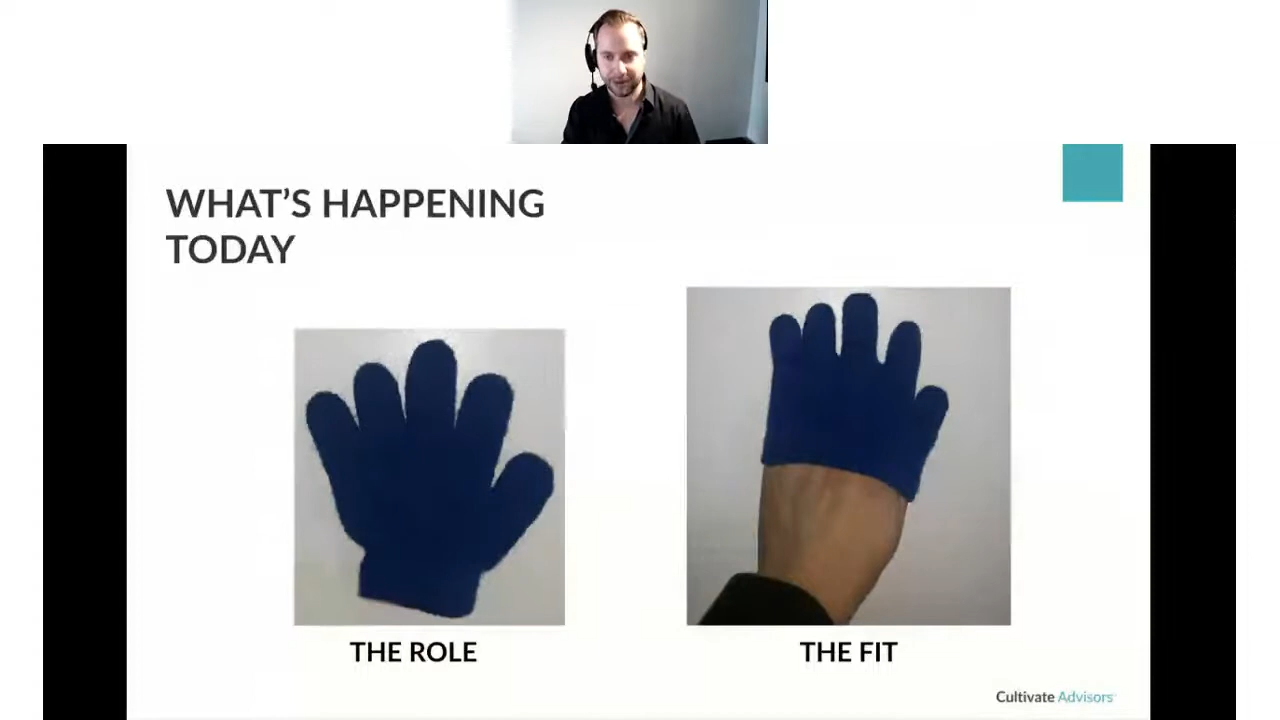 WHAT’S HAPPENING
TODAY
THE ROLE
THE FIT
Cultivate Advisors